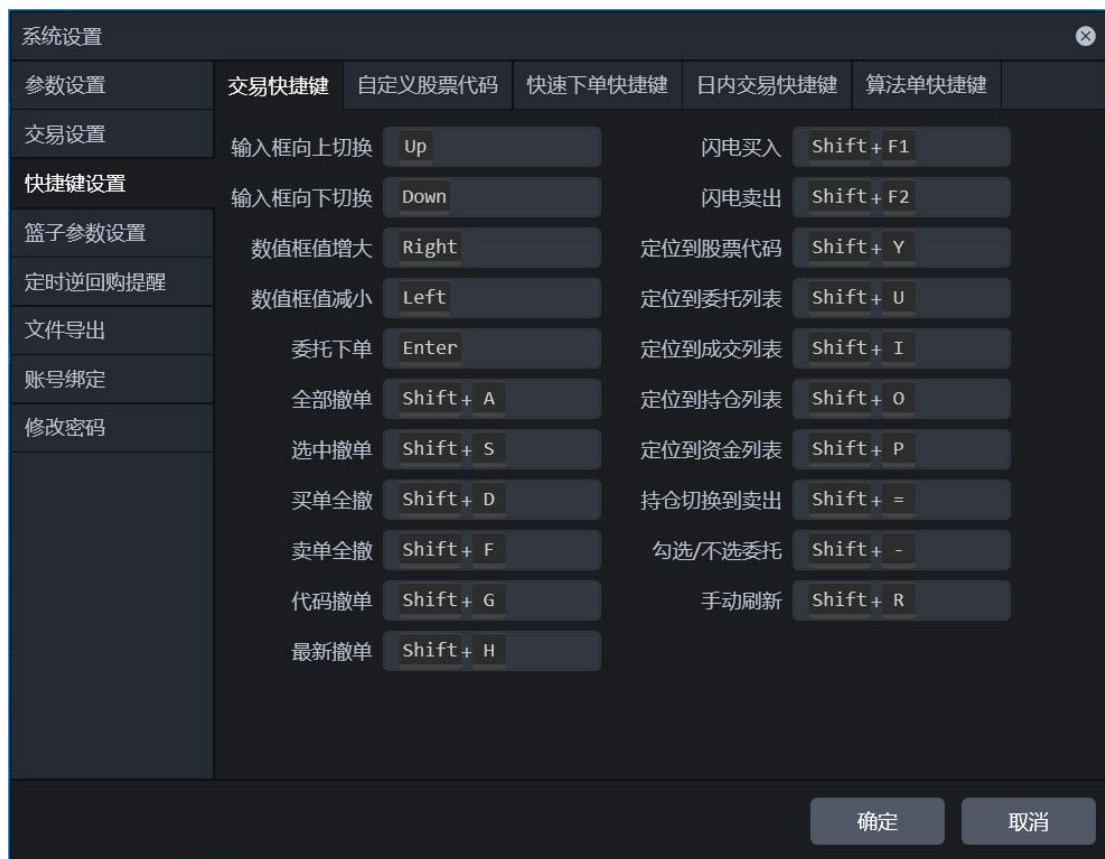 系统设置
参数设置
交易设置
快捷键设置
篮子参数设置
定时逆回购提醒
文件导出
账号绑定
修改密码
交易快捷键 自定义股票代码 快速下单快捷键 日内交易快捷键 算法单快捷键
输入框向上切换 Up
输入框向下切换 Down
数值框值增大 Right
数值框值减小 Left
委托下单 Enter
全部撤单 Shift+ A
选中撤单 Shift+ S
买单全撤 Shift+ D
卖单全撤 Shift+ F
代码撤单 Shift+ G
最新撤单 Shift+ H
闪电买入 Shift+ F1
闪电卖出 Shift+ F2
定位到股票代码 Shift+ Y
定位到委托列表 Shift+ U
定位到成交列表 Shift+ I
定位到持仓列表 Shift+ O
定位到资金列表 Shift+ P
持仓切换到卖出 Shift+ =
勾选/不选委托 Shift+ -
手动刷新 Shift+ R
确定 取消